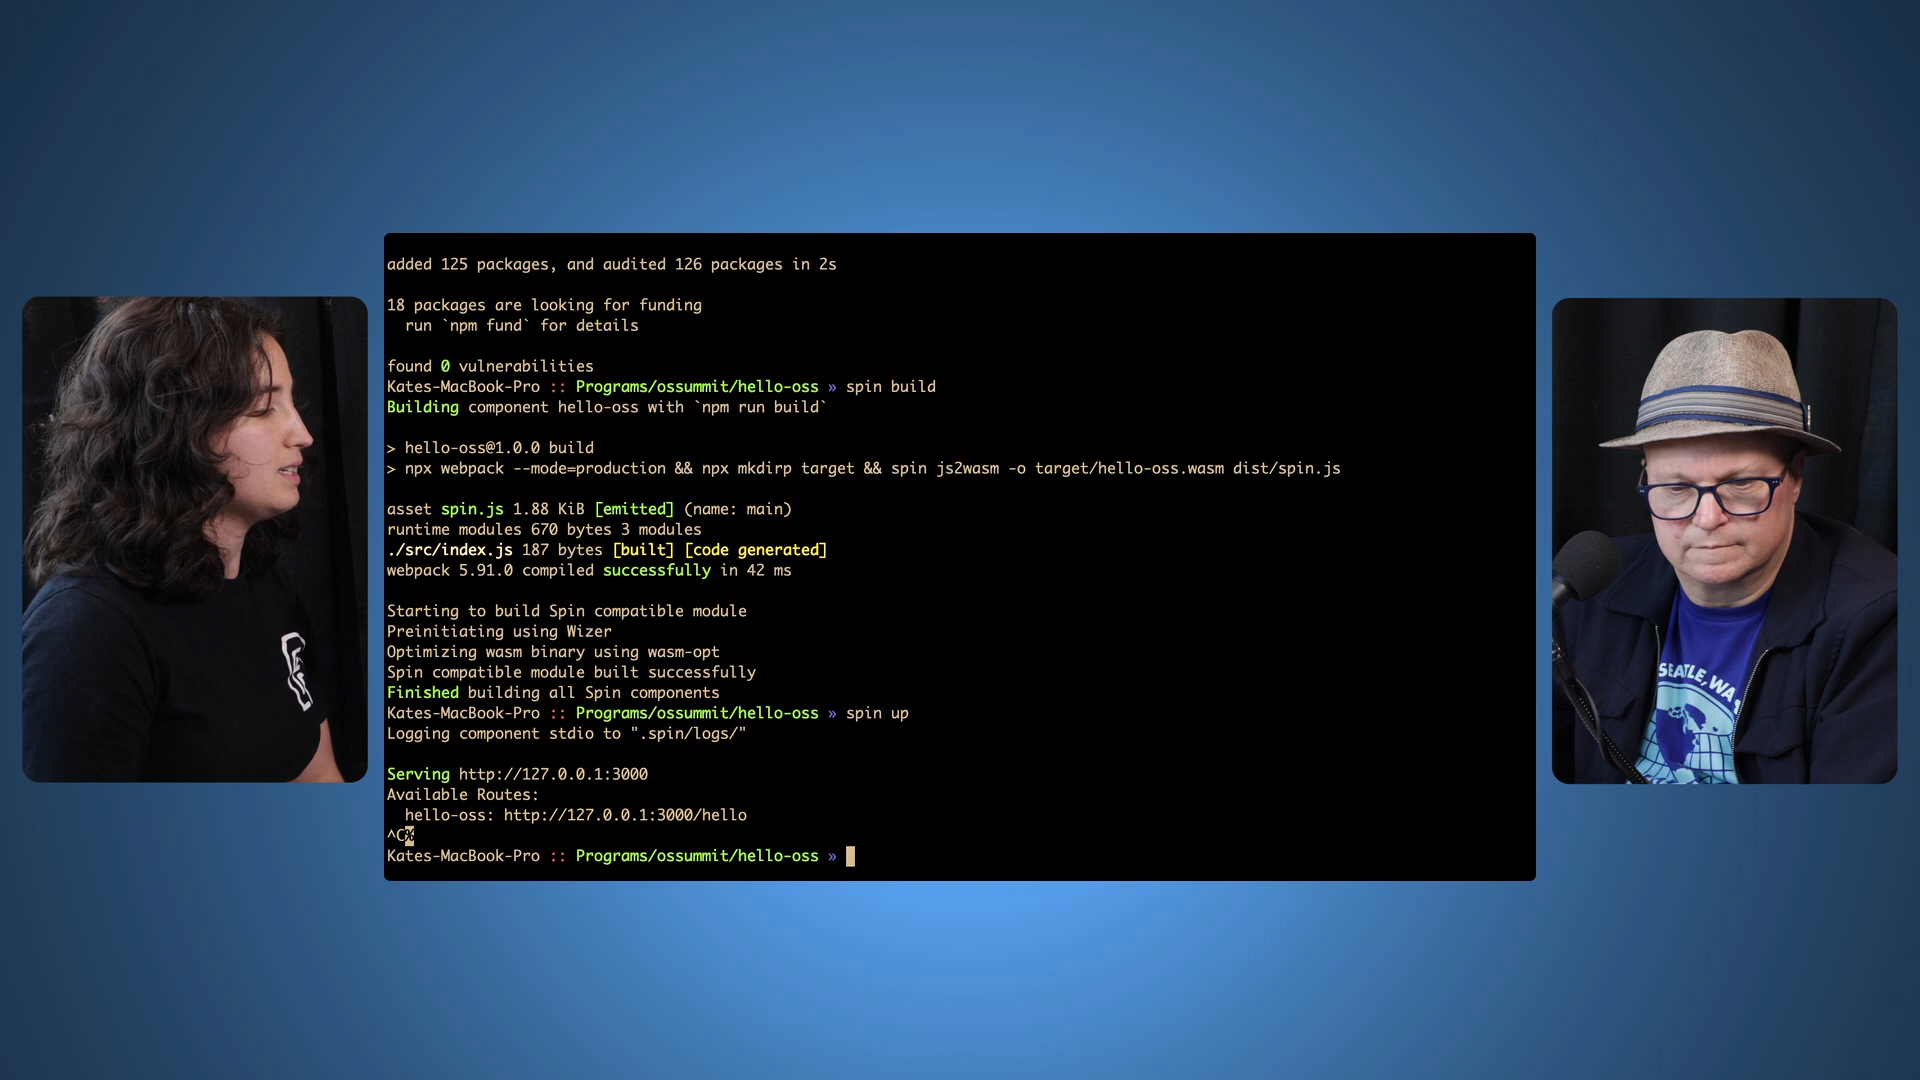 added 125 packages, and audited 126 packages in 2s
18 packages are looking for funding
run `npm fund` for details
found 0 vulnerabilities
Kates-MacBook-Pro :: Programs/ossummit/hello-oss » spin build
Building component hello-oss with `npm run build`
> hello-oss@1.0.0 build
> npx webpack --mode=production && npx mkdirp target && spin js2wasm -o target/hello-oss.wasm dist/spin.js
asset spin.js 1.88 KiB [emitted] (name: main)
runtime modules 670 bytes 3 modules
./src/index.js 187 bytes [built] [code generated]
webpack 5.91.0 compiled successfully in 42 ms
Starting to build Spin compatible module
Preinitiating using Wizer
Optimizing wasm binary using wasm-opt
Spin compatible module built successfully
Finished building all Spin components
Kates-MacBook-Pro :: Programs/ossummit/hello-oss » spin up
Logging component stdio to ".spin/logs/"
Serving http://127.0.0.1:3000
Available Routes:
hello-oss: http://127.0.0.1:3000/hello
^C%
Kates-MacBook-Pro :: Programs/ossummit/hello-oss »
SEATLE, WA